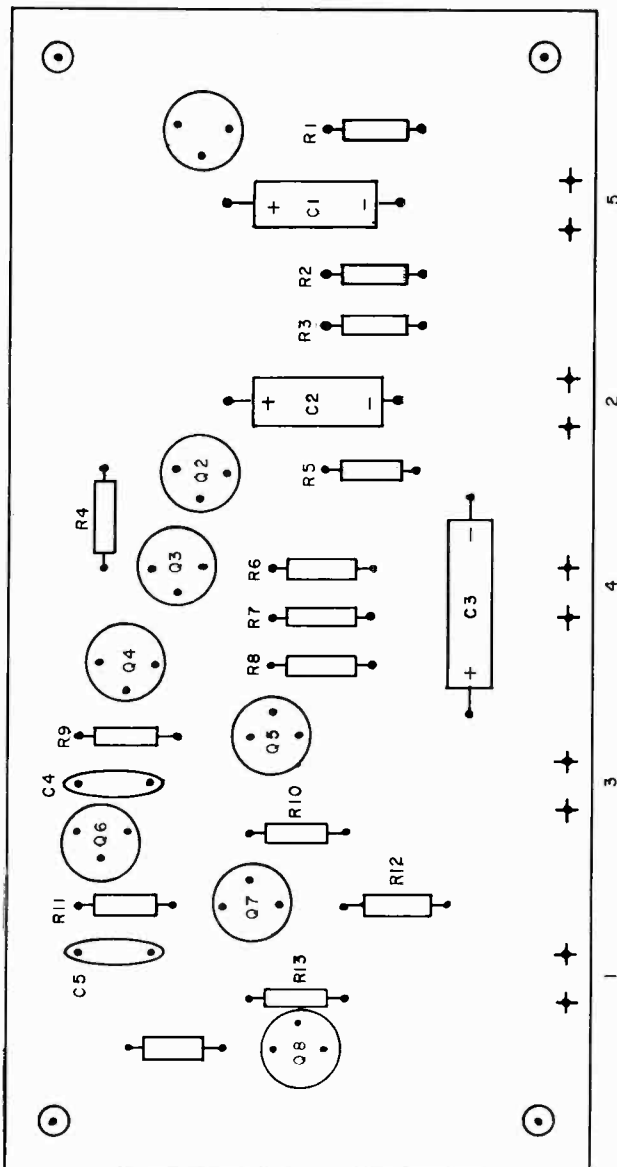 R1
+ C1 -
5
R2
R3
+ C2 -
2
Q2
R5
R4
Q3
R6
4
R7
- C3 +
Q4
R8
R9
Q5
C4
3
Q6
R10
R11
Q7
R12
C5
1
R13
Q8